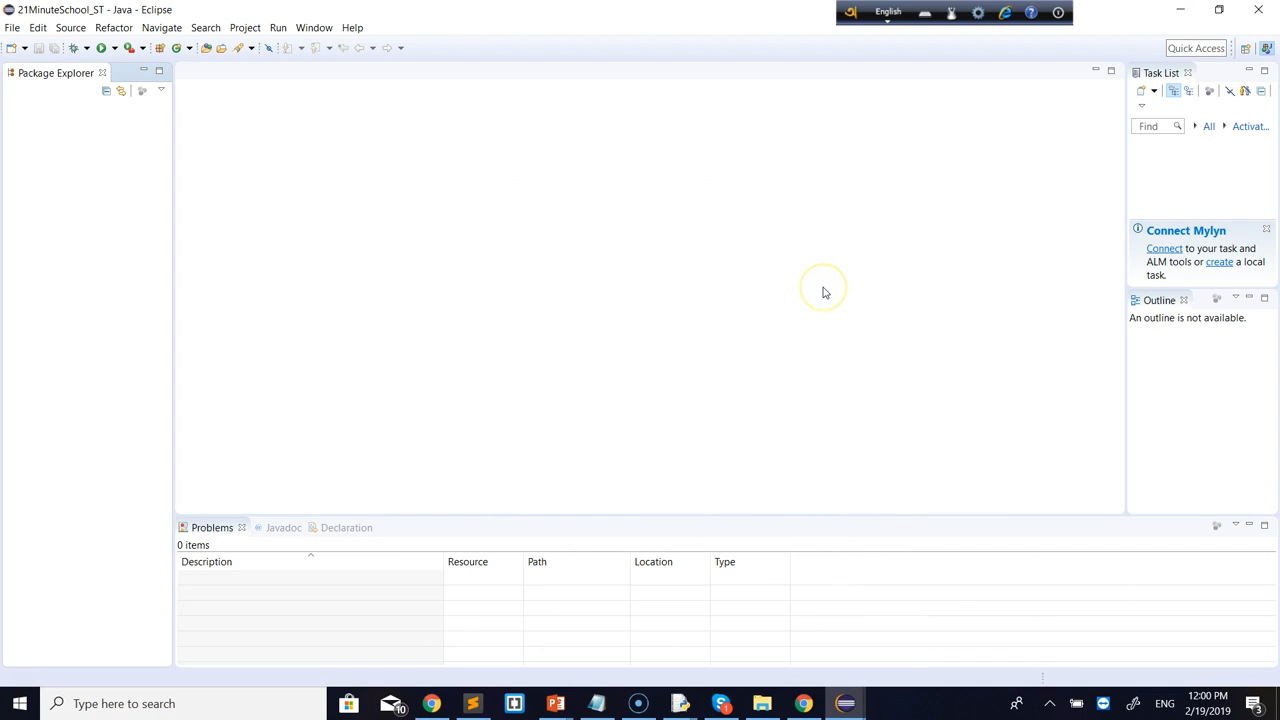 21MinuteSchool_ST - Java - Eclipse
English
File Edit Source Refactor Navigate Search Project Run Window Help
Quick Access
Package Explorer
Task List
Find All Activat...
Connect Mylyn
Connect to your task and
ALM tools or create a local
task.
Outline
An outline is not available.
Problems Javadoc Declaration
0 items
Description Resource Path Location Type
Type here to search
10
1
ENG
12:00 PM
2/19/2019
3